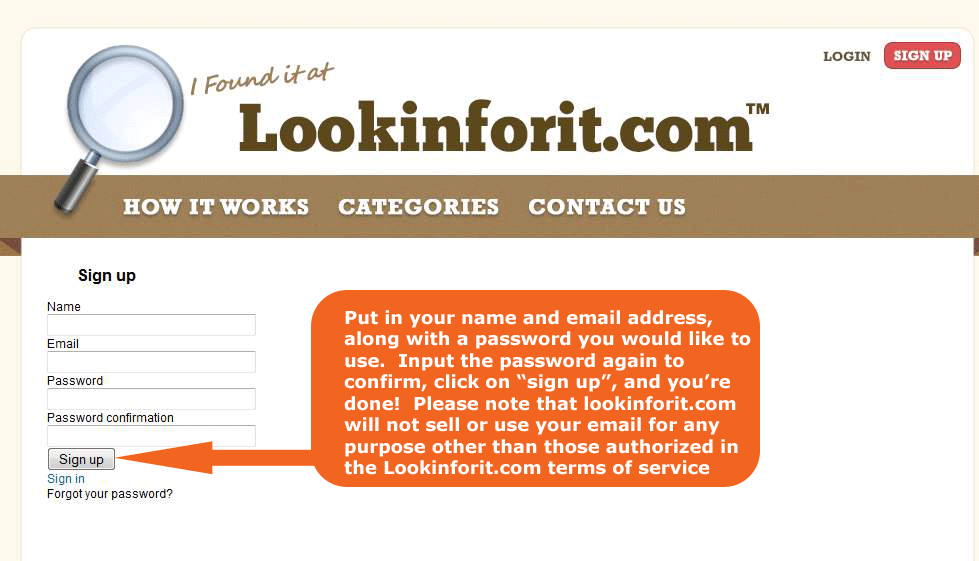 LOGIN
SIGN UP
I Found it at
Lookinforit.com™
HOW IT WORKS
CATEGORIES
CONTACT US
Sign up
Name
Email
Password
Password confirmation
Sign up
Sign in
Forgot your password?
Put in your name and email address,
along with a password you would like to
use.  Input the password again to
confirm, click on “sign up”, and you’re
done!  Please note that lookinforit.com
will not sell or use your email for any
purpose other than those authorized in
the Lookinforit.com terms of service